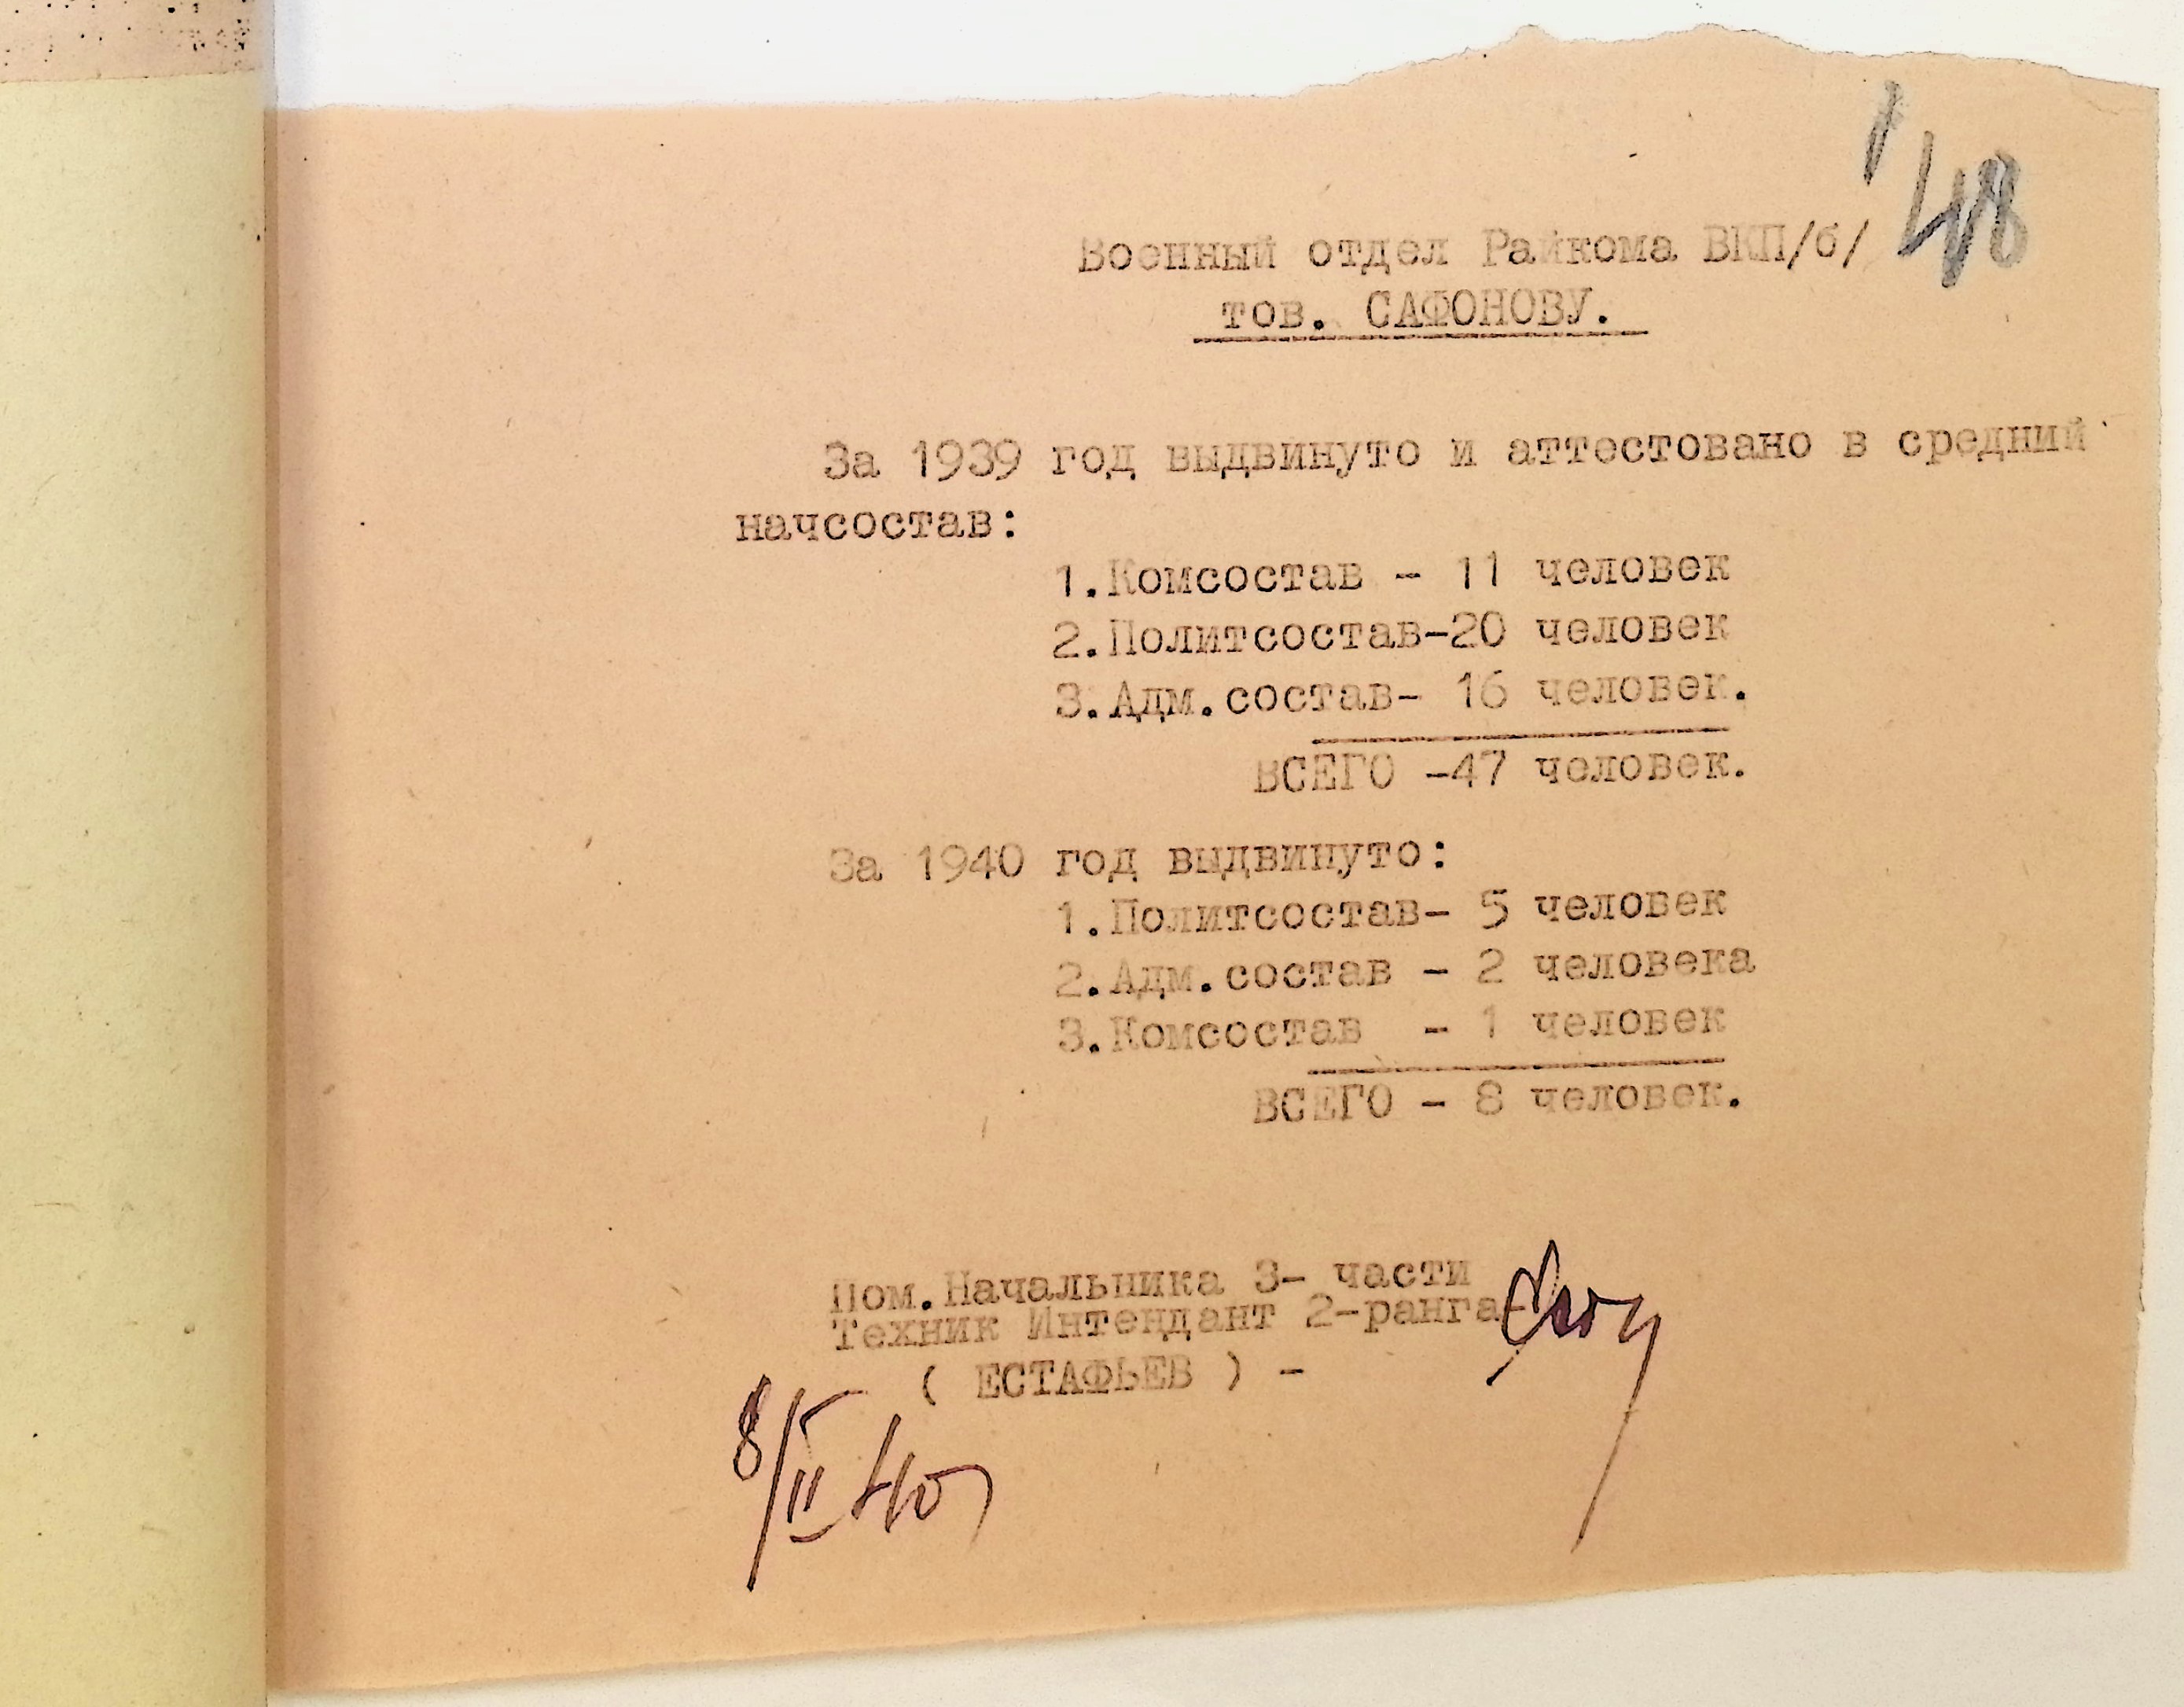 48
Военный отдел Райкома ВКП/б/
тов. САФОНОВУ.
За 1939 год выдвинуто и аттестовано в средний
начсостав:
1.Комсостав - 11 человек
2.Политсостав-20 человек
3.Адм.состав- 16 человек.
ВСЕГО -47 человек.
За 1940 год выдвинуто:
1.Политсостав- 5 человек
2.Адм.состав - 2 человека
3.Комсостав - 1 человек
ВСЕГО - 8 человек.
Пом.Начальника 3- части
Техник Интендант 2-ранга-
( ЕСТАФЬЕВ ) -
8/II 40г